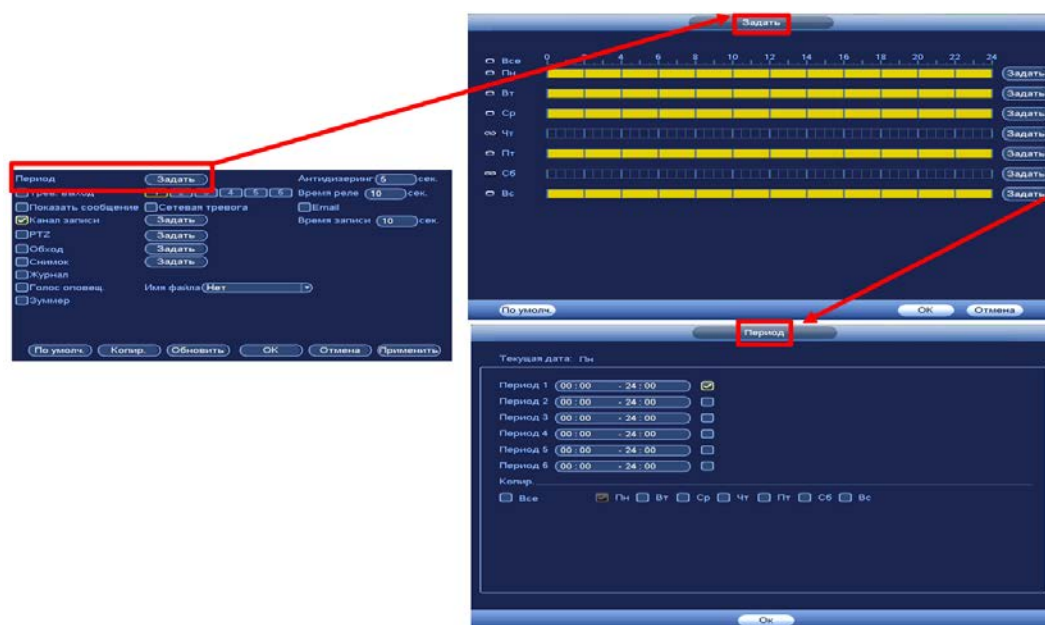 Период Задать Антидизеринг 5 сек.
Трев. выход 1 2 3 4 5 6 Время реле 10 сек.
Показать сообщение Сетевая тревога Email
Канал записи Задать Время записи 10 сек.
PTZ Задать
Обход Задать
Снимок Задать
Журнал
Голос оповещ. Имя файла Нет
Зуммер
По умолч. Копир. Обновить OK Отмена Применить
Задать
0 2 4 6 8 10 12 14 16 18 20 22 24
Все
Пн Задать
Вт Задать
Ср Задать
Чт Задать
Пт Задать
Сб Задать
Вс Задать
По умолч. OK Отмена
Период
Текущая дата: Пн
Период 1 00 : 00 - 24 : 00
Период 2 00 : 00 - 24 : 00
Период 3 00 : 00 - 24 : 00
Период 4 00 : 00 - 24 : 00
Период 5 00 : 00 - 24 : 00
Период 6 00 : 00 - 24 : 00
Копир.
Все Пн Вт Ср Чт Пт Сб Вс
Ок